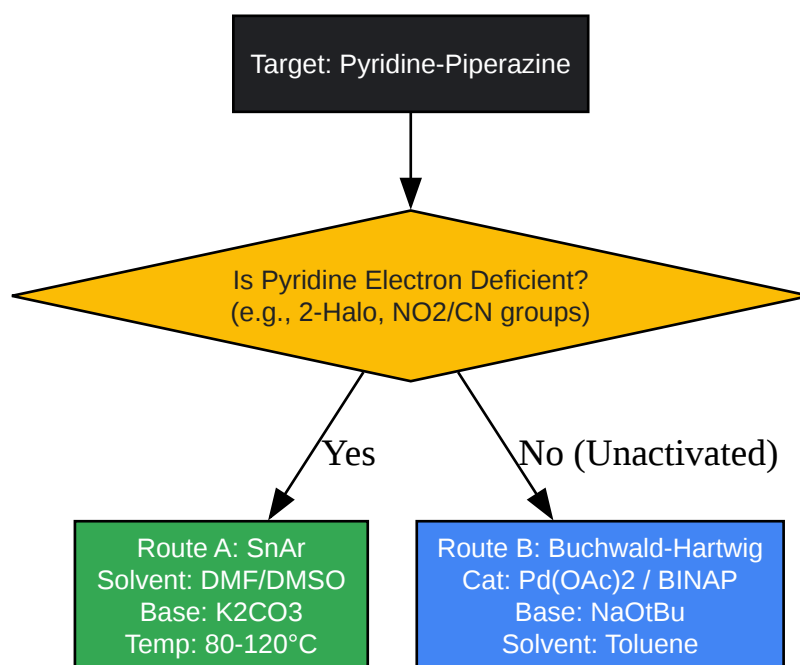 Target: Pyridine-Piperazine
Is Pyridine Electron Deficient?
(e.g., 2-Halo, NO2/CN groups)
Yes
No (Unactivated)
Route A: SnAr
Solvent: DMF/DMSO
Base: K2CO3
Temp: 80-120°C
Route B: Buchwald-Hartwig
Cat: Pd(OAc)2 / BINAP
Base: NaOtBu
Solvent: Toluene